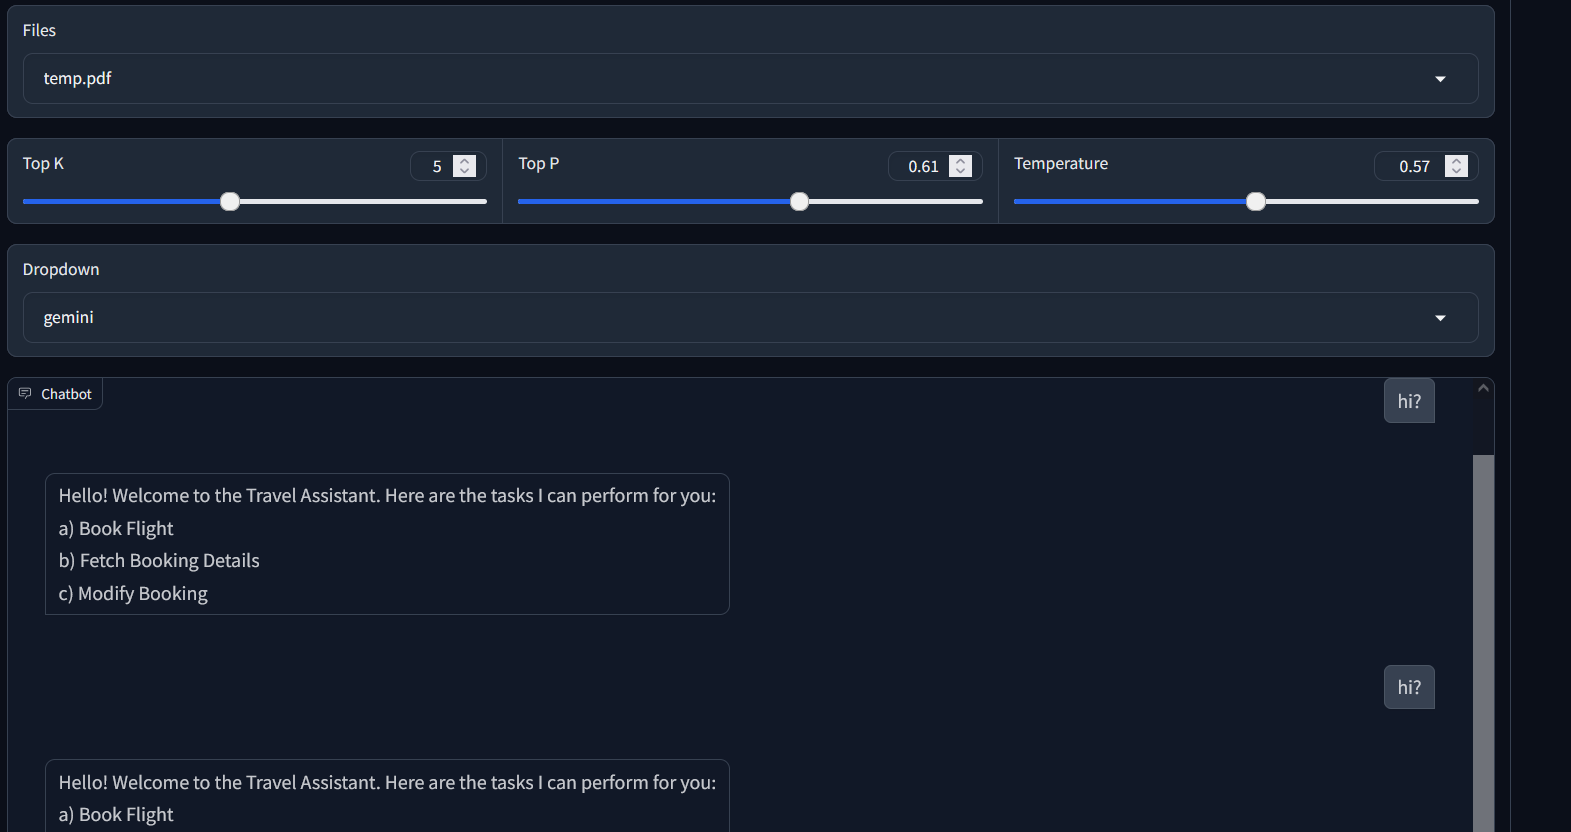 Files
temp.pdf
Top K
5
Top P
0.61
Temperature
0.57
Dropdown
gemini
Chatbot
hi?
Hello! Welcome to the Travel Assistant. Here are the tasks I can perform for you:
a) Book Flight
b) Fetch Booking Details
c) Modify Booking
hi?
Hello! Welcome to the Travel Assistant. Here are the tasks I can perform for you:
a) Book Flight